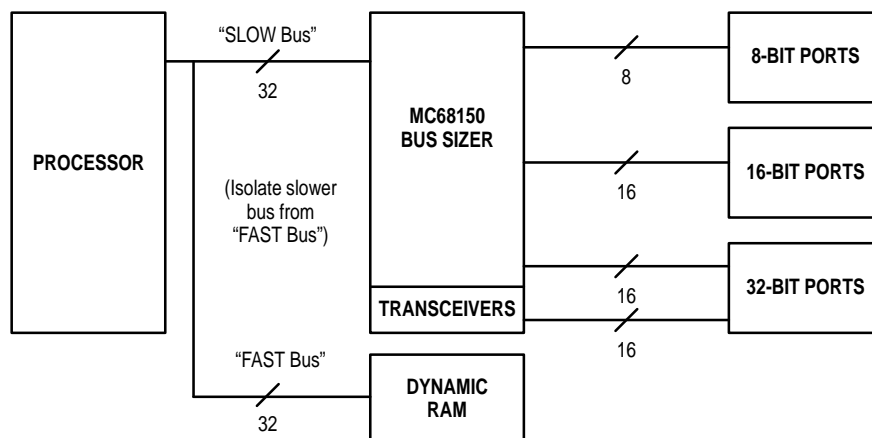 “SLOW Bus”
32
PROCESSOR
(Isolate slower
bus from
“FAST Bus”)
“FAST Bus”
32
MC68150
BUS SIZER
TRANSCEIVERS
DYNAMIC
RAM
8
8-BIT PORTS
16
16-BIT PORTS
16
16
32-BIT PORTS